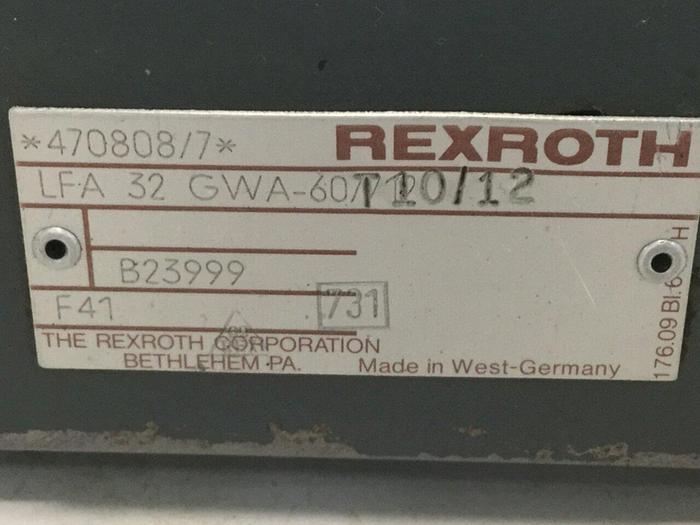 *470808/7*
REXROTH
LFA 32 GWA-60/T10/12
B23999
F41
731
THE REXROTH CORPORATION
BETHLEHEM PA.
Made in West-Germany
176.09 Bl.6 H